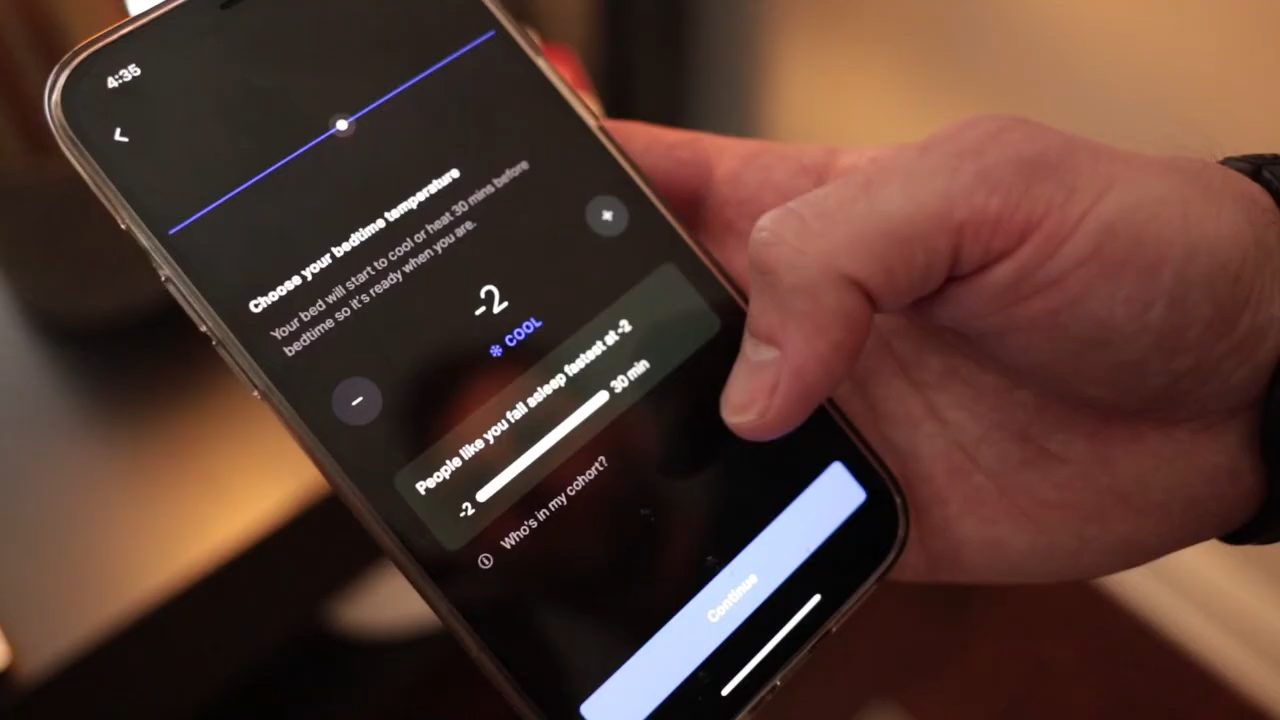 4:35
Choose your bedtime temperature
Your bed will start to cool or heat 30 mins before
bedtime so it's ready when you are.
+
-2
COOL
−
People like you fall asleep fastest at -2
-2 30 min
Who's in my cohort?
Continue